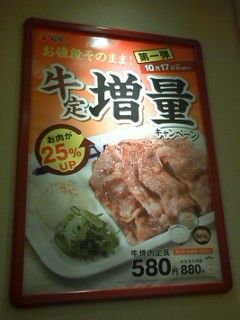 お値段そのまま!
第一弾
10月17日
牛定増量
キャンペーン
お肉が
25%
UP
牛焼肉定食
580円 880円